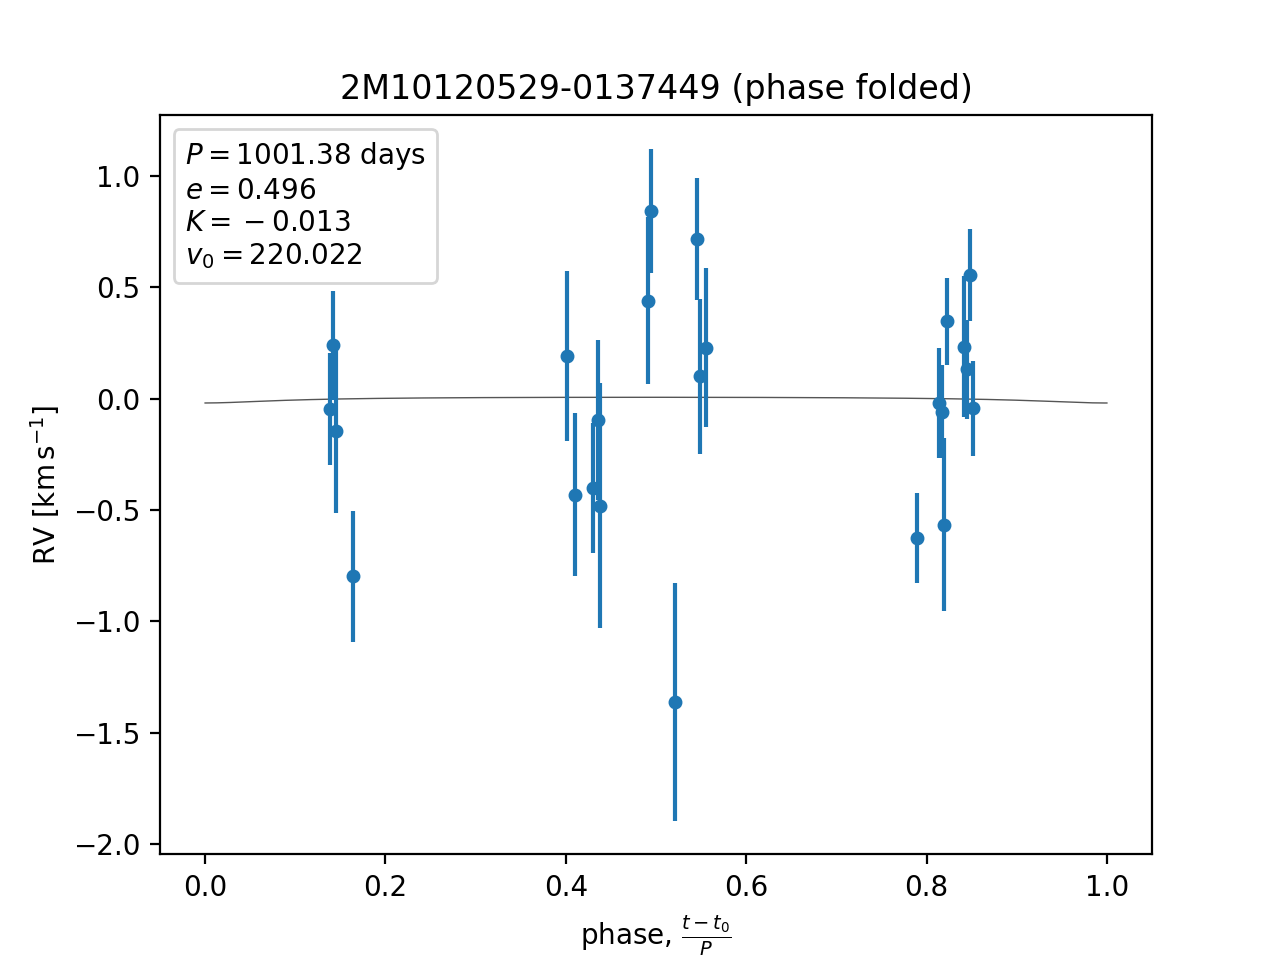 2M10120529-0137449 (phase folded)
P = 1001.38 days
e = 0.496
K = −0.013
v₀ = 220.022
1.0
0.5
0.0
−0.5
−1.0
−1.5
−2.0
RV [km s⁻¹]
0.0 0.2 0.4 0.6 0.8 1.0
phase, (t − t₀)/P